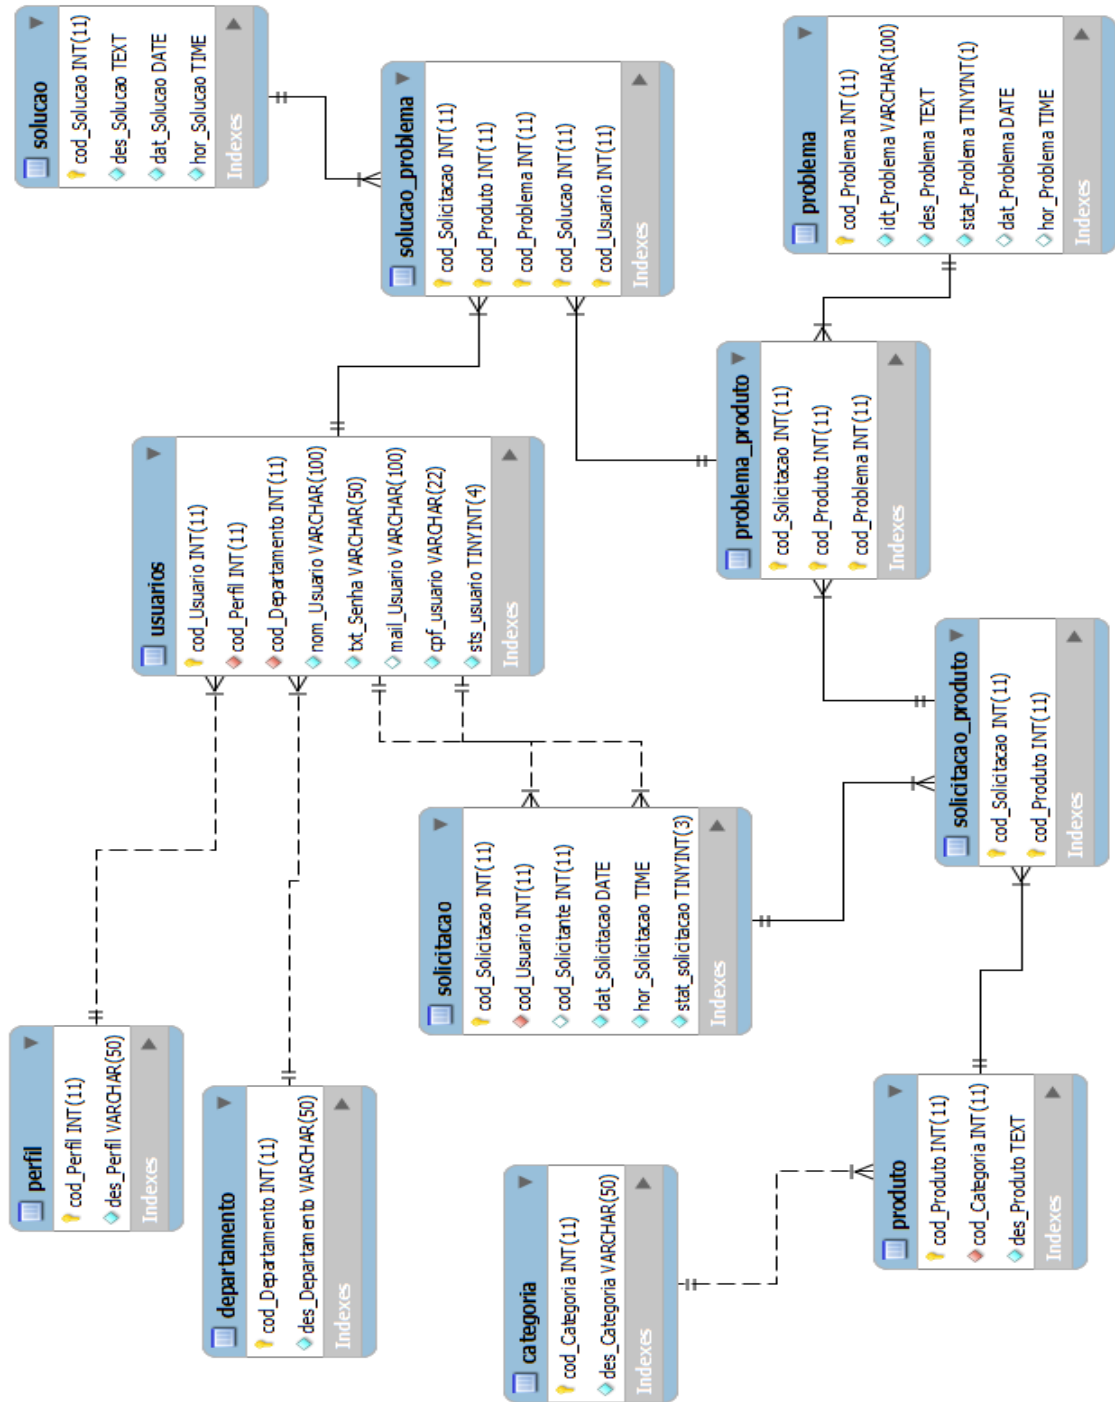 perfil
cod_Perfil INT(11)
des_Perfil VARCHAR(50)
Indexes
departamento
cod_Departamento INT(11)
des_Departamento VARCHAR(50)
Indexes
usuarios
cod_Usuario INT(11)
cod_Perfil INT(11)
cod_Departamento INT(11)
nom_Usuario VARCHAR(100)
txt_Senha VARCHAR(50)
mail_Usuario VARCHAR(100)
cpf_usuario VARCHAR(22)
sts_usuario TINYINT(4)
Indexes
solucao
cod_Solucao INT(11)
des_Solucao TEXT
dat_Solucao DATE
hor_Solucao TIME
Indexes
solucao_problema
cod_Solicitacao INT(11)
cod_Produto INT(11)
cod_Problema INT(11)
cod_Solucao INT(11)
cod_Usuario INT(11)
Indexes
categoria
cod_Categoria INT(11)
des_Categoria VARCHAR(50)
Indexes
solicitacao
cod_Solicitacao INT(11)
cod_Usuario INT(11)
cod_Solicitante INT(11)
dat_Solicitacao DATE
hor_Solicitacao TIME
stat_solicitacao TINYINT(3)
Indexes
problema_produto
cod_Solicitacao INT(11)
cod_Produto INT(11)
cod_Problema INT(11)
Indexes
problema
cod_Problema INT(11)
idt_Problema VARCHAR(100)
des_Problema TEXT
stat_Problema TINYINT(1)
dat_Problema DATE
hor_Problema TIME
Indexes
produto
cod_Produto INT(11)
cod_Categoria INT(11)
des_Produto TEXT
Indexes
solicitacao_produto
cod_Solicitacao INT(11)
cod_Produto INT(11)
Indexes